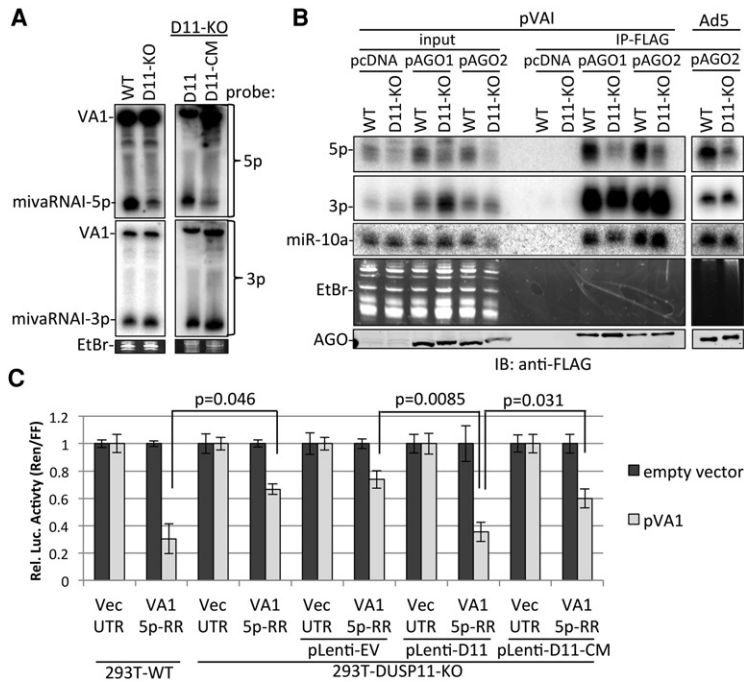 A
D11-KO
WT
D11-KO
D11
D11-CM
probe:
VA1-
5p
mivaRNAI-5p-
VA1-
3p
mivaRNAI-3p-
EtBr-
B
pVAI
Ad5
input
IP-FLAG
pcDNA pAGO1 pAGO2 pcDNA pAGO1 pAGO2 pAGO2
WT D11-KO WT D11-KO WT D11-KO WT D11-KO WT D11-KO WT D11-KO WT D11-KO
5p-
3p-
miR-10a-
EtBr-
AGO-
IB: anti-FLAG
C
p=0.046
p=0.0085
p=0.031
Rel. Luc. Activty (Ren/FF)
1.2
1
0.8
0.6
0.4
0.2
0
empty vector
pVA1
Vec VA1 Vec VA1 Vec VA1 Vec VA1 Vec VA1
UTR 5p-RR UTR 5p-RR UTR 5p-RR UTR 5p-RR UTR 5p-RR
pLenti-EV pLenti-D11 pLenti-D11-CM
293T-WT 293T-DUSP11-KO